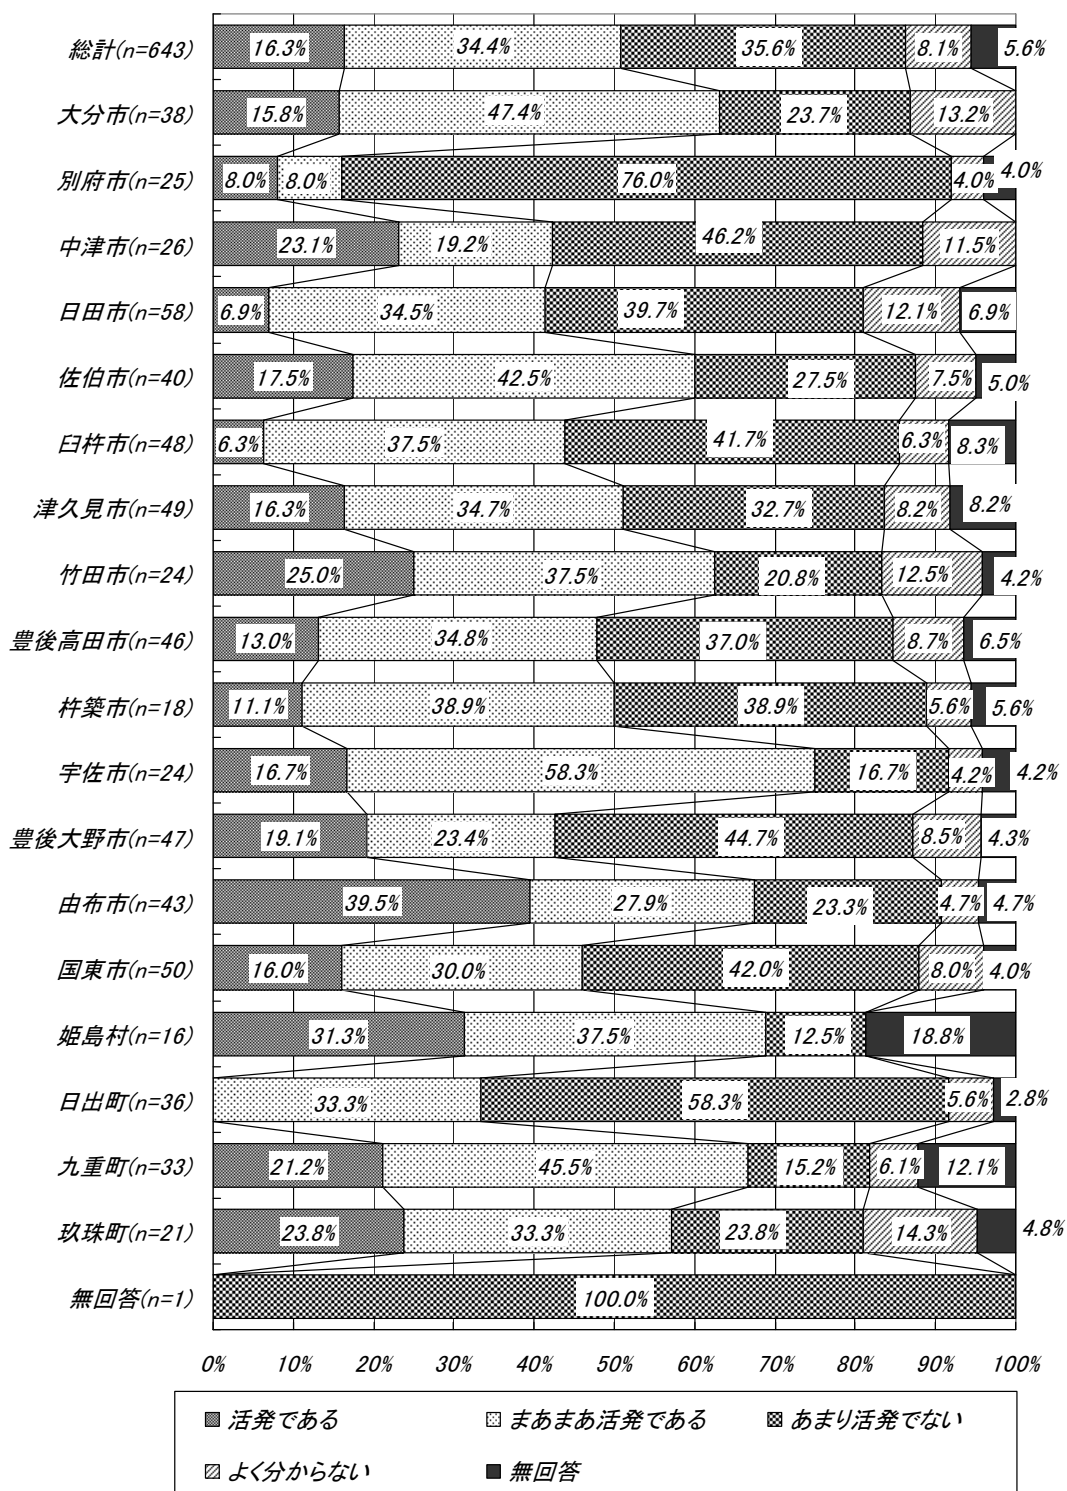 総計(n=643) 16.3% 34.4% 35.6% 8.1% 5.6%
大分市(n=38) 15.8% 47.4% 23.7% 13.2%
別府市(n=25) 8.0% 8.0% 76.0% 4.0% 4.0%
中津市(n=26) 23.1% 19.2% 46.2% 11.5%
日田市(n=58) 6.9% 34.5% 39.7% 12.1% 6.9%
佐伯市(n=40) 17.5% 42.5% 27.5% 7.5% 5.0%
臼杵市(n=48) 6.3% 37.5% 41.7% 6.3% 8.3%
津久見市(n=49) 16.3% 34.7% 32.7% 8.2% 8.2%
竹田市(n=24) 25.0% 37.5% 20.8% 12.5% 4.2%
豊後高田市(n=46) 13.0% 34.8% 37.0% 8.7% 6.5%
杵築市(n=18) 11.1% 38.9% 38.9% 5.6% 5.6%
宇佐市(n=24) 16.7% 58.3% 16.7% 4.2% 4.2%
豊後大野市(n=47) 19.1% 23.4% 44.7% 8.5% 4.3%
由布市(n=43) 39.5% 27.9% 23.3% 4.7% 4.7%
国東市(n=50) 16.0% 30.0% 42.0% 8.0% 4.0%
姫島村(n=16) 31.3% 37.5% 12.5% 18.8%
日出町(n=36) 33.3% 58.3% 5.6% 2.8%
九重町(n=33) 21.2% 45.5% 15.2% 6.1% 12.1%
玖珠町(n=21) 23.8% 33.3% 23.8% 14.3% 4.8%
無回答(n=1) 100.0%
0% 10% 20% 30% 40% 50% 60% 70% 80% 90% 100%
活発である まあまあ活発である あまり活発でない
よく分からない 無回答